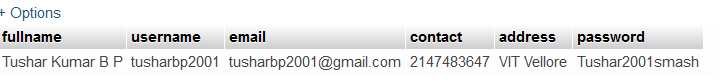 + Options
fullname username email contact address password
Tushar Kumar B P tusharbp2001 tusharbp2001@gmail.com 2147483647 VIT Vellore Tushar2001smash